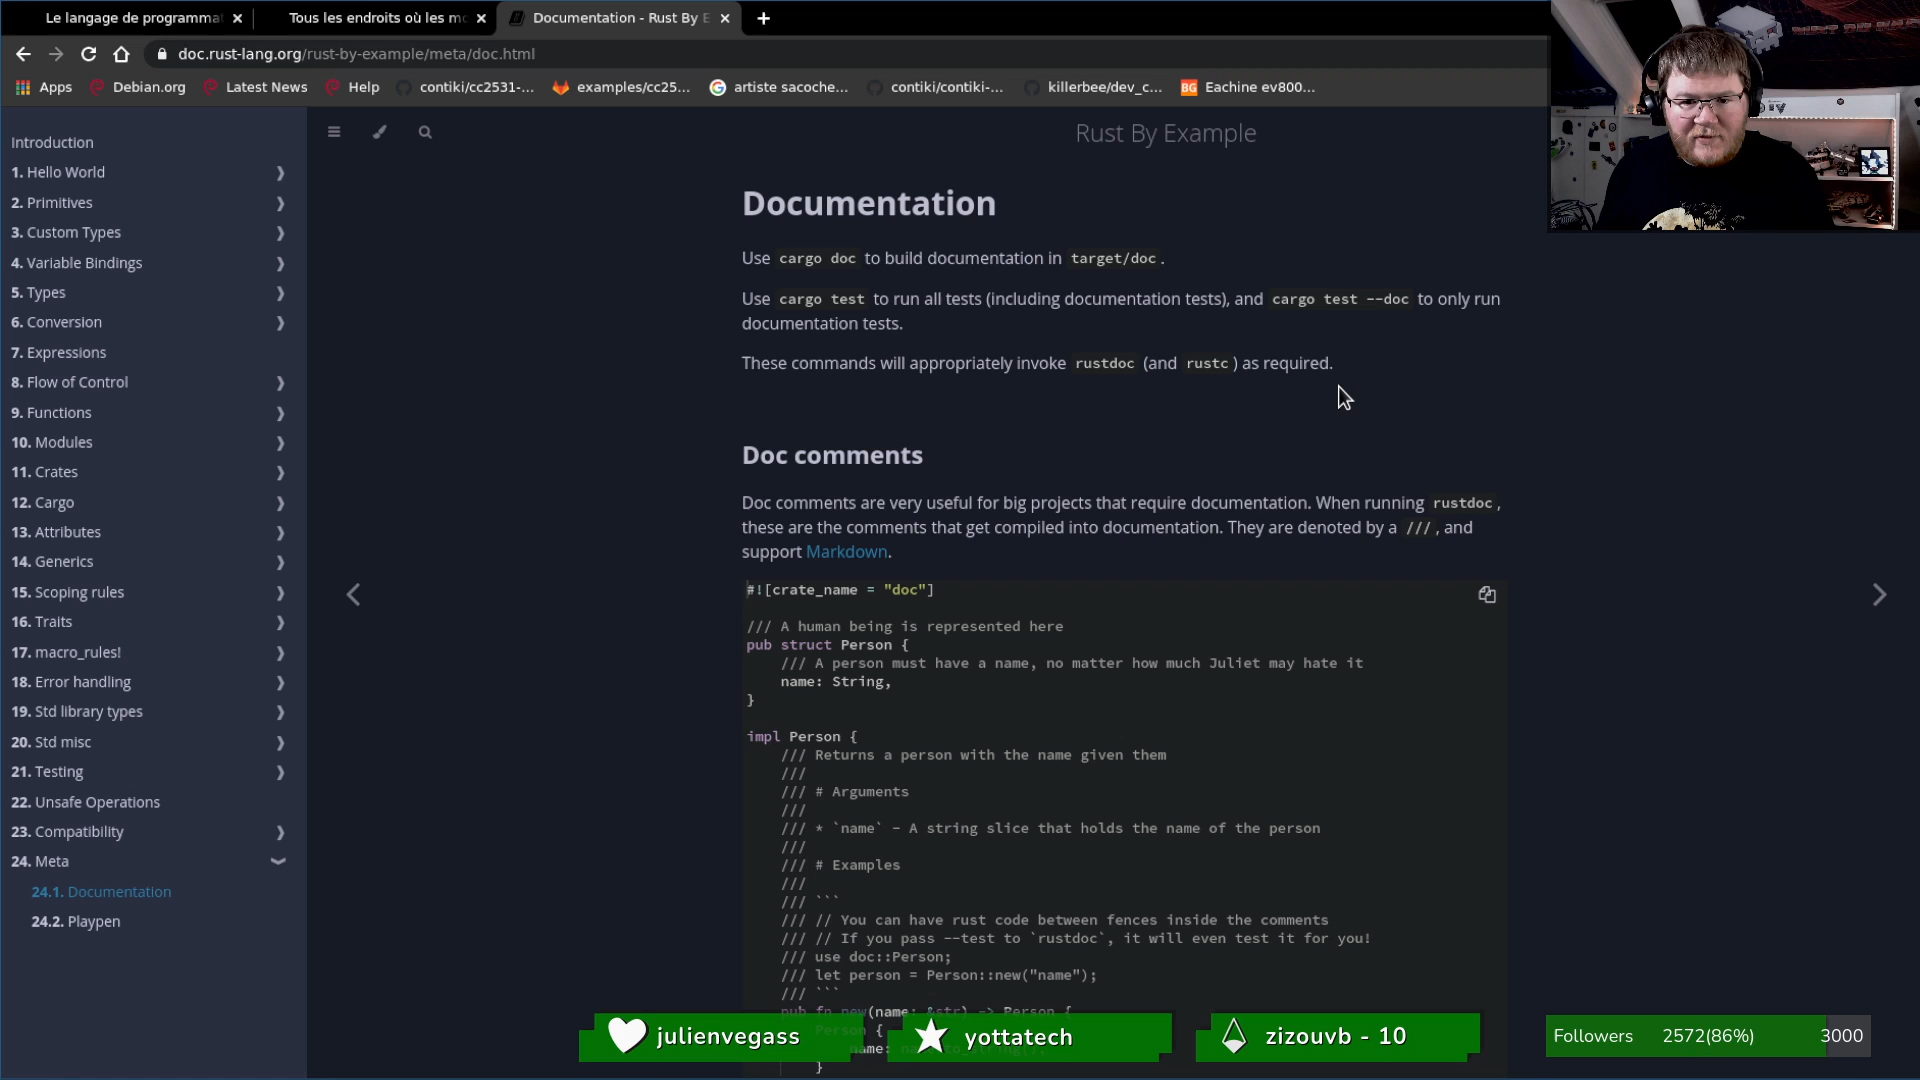 Le langage de programma
Tous les endroits où les mo
Documentation - Rust By E
doc.rust-lang.org/rust-by-example/meta/doc.html
Apps
Debian.org
Latest News
Help
contiki/cc2531-...
examples/cc25...
artiste sacoche...
contiki/contiki-...
killerbee/dev_c...
BG
Eachine ev800...
Introduction
1. Hello World
2. Primitives
3. Custom Types
4. Variable Bindings
5. Types
6. Conversion
7. Expressions
8. Flow of Control
9. Functions
10. Modules
11. Crates
12. Cargo
13. Attributes
14. Generics
15. Scoping rules
16. Traits
17. macro_rules!
18. Error handling
19. Std library types
20. Std misc
21. Testing
22. Unsafe Operations
23. Compatibility
24. Meta
24.1. Documentation
24.2. Playpen
Rust By Example
Documentation
Use cargo doc to build documentation in target/doc.
Use cargo test to run all tests (including documentation tests), and cargo test --doc to only run
documentation tests.
These commands will appropriately invoke rustdoc (and rustc ) as required.
Doc comments
Doc comments are very useful for big projects that require documentation. When running rustdoc,
these are the comments that get compiled into documentation. They are denoted by a ///, and
support Markdown.
#![crate_name = "doc"]
/// A human being is represented here
pub struct Person {
/// A person must have a name, no matter how much Juliet may hate it
name: String,
}
impl Person {
/// Returns a person with the name given them
///
/// # Arguments
///
/// * `name` - A string slice that holds the name of the person
///
/// # Examples
///
/// ```
/// // You can have rust code between fences inside the comments
/// // If you pass --test to `rustdoc`, it will even test it for you!
/// use doc::Person;
/// let person = Person::new("name");
/// ```
pub fn new(name: &str) -> Person {
Person {
name:
}
julienvegass
yottatech
zizouvb - 10
Followers 2572(86%) 3000